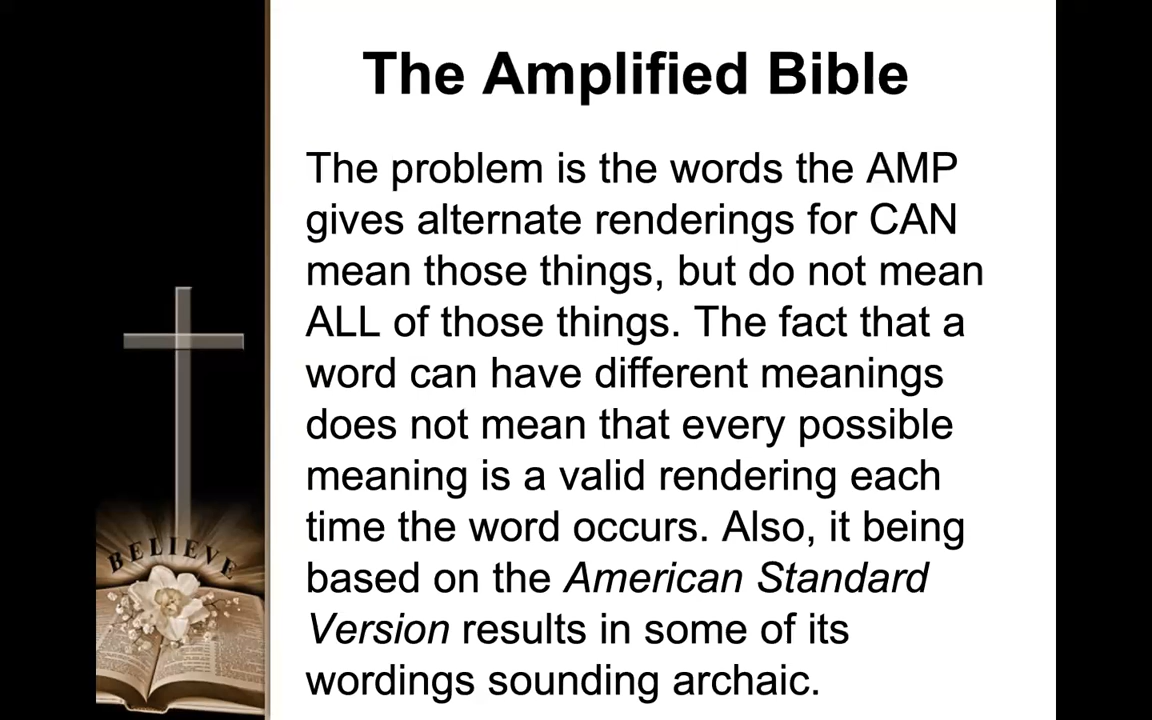 The Amplified Bible
The problem is the words the AMP
gives alternate renderings for CAN
mean those things, but do not mean
ALL of those things. The fact that a
word can have different meanings
does not mean that every possible
meaning is a valid rendering each
time the word occurs. Also, it being
based on the American Standard
Version results in some of its
wordings sounding archaic.
BELIEVE